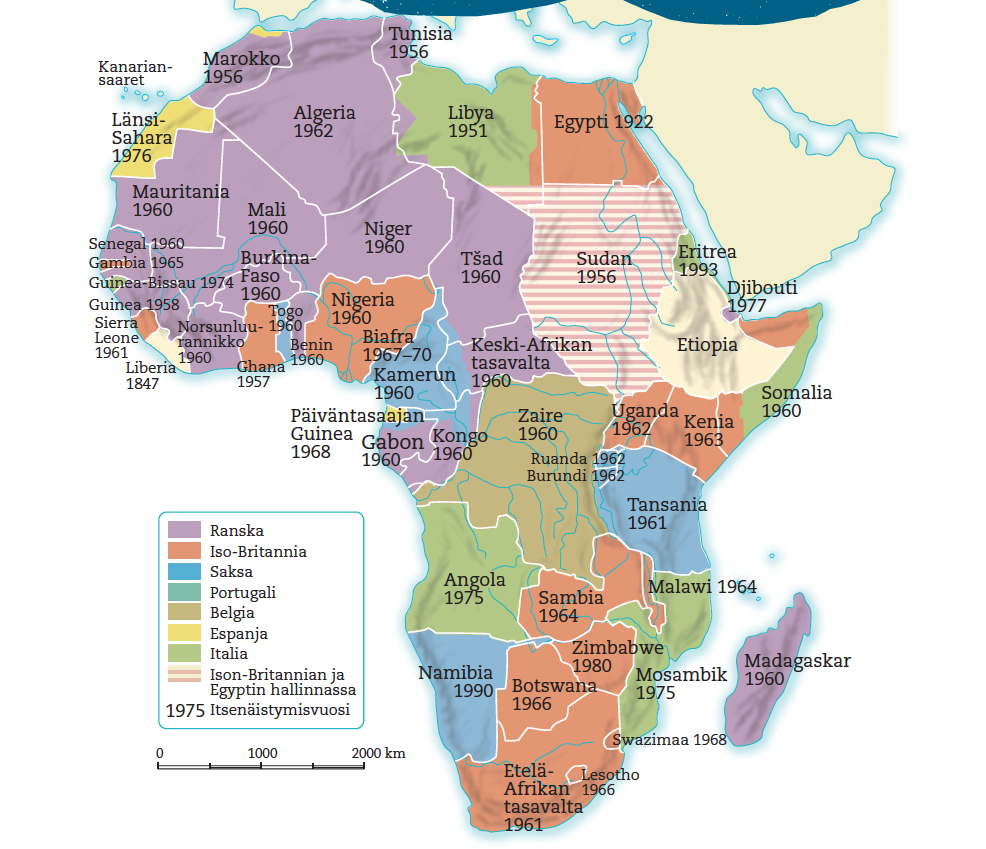 Tunisia
1956
Marokko
1956
Kanarian-
saaret
Algeria
1962
Libya
1951
Egypti 1922
Länsi-
Sahara
1976
Mauritania
1960
Mali
1960
Niger
1960
Tšad
1960
Sudan
1956
Eritrea
1993
Djibouti
1977
Senegal 1960
Gambia 1965
Guinea-Bissau 1974
Guinea 1958
Sierra
Leone
1961
Liberia
1847
Burkina-
Faso
1960
Norsunluu-
rannikko
1960
Ghana
1957
Togo
1960
Benin
1960
Nigeria
1960
Biafra
1967–70
Kamerun
1960
Keski-Afrikan
tasavalta
1960
Etiopia
Somalia
1960
Päiväntasaajan
Guinea
1968
Gabon
1960
Kongo
1960
Zaire
1960
Uganda
1962
Kenia
1963
Ruanda 1962
Burundi 1962
Tansania
1961
Angola
1975
Sambia
1964
Malawi 1964
Zimbabwe
1980
Mosambik
1975
Madagaskar
1960
Namibia
1990
Botswana
1966
Swazimaa 1968
Lesotho
1966
Etelä-
Afrikan
tasavalta
1961
Ranska
Iso-Britannia
Saksa
Portugali
Belgia
Espanja
Italia
Ison-Britannian ja
Egyptin hallinnassa
1975 Itsenäistymisvuosi
0 1000 2000 km